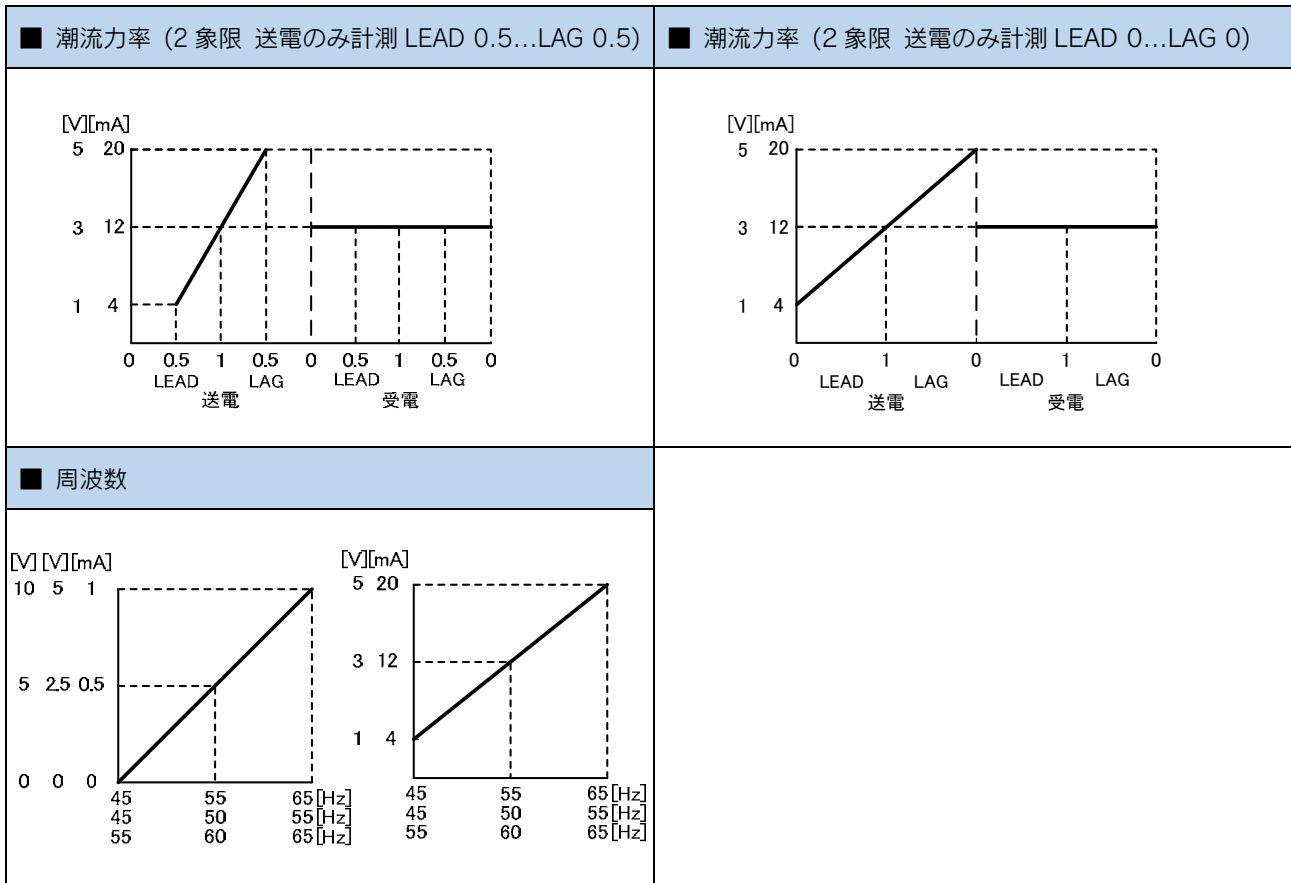 ■ 潮流力率 (2 象限 送電のみ計測 LEAD 0.5…LAG 0.5)
[V][mA]
5 20
3 12
1 4
0 0.5 1 0.5 0 0.5 1 0.5 0
LEAD LAG LEAD LAG
送電 受電
■ 潮流力率 (2 象限 送電のみ計測 LEAD 0…LAG 0)
[V][mA]
5 20
3 12
1 4
0 1 0 1 0
LEAD LAG LEAD LAG
送電 受電
■ 周波数
[V] [V][mA]
10 5 1
5 2.5 0.5
0 0 0
45 55 65[Hz]
45 50 55[Hz]
55 60 65[Hz]
[V][mA]
5 20
3 12
1 4
45 55 65[Hz]
45 50 55[Hz]
55 60 65[Hz]